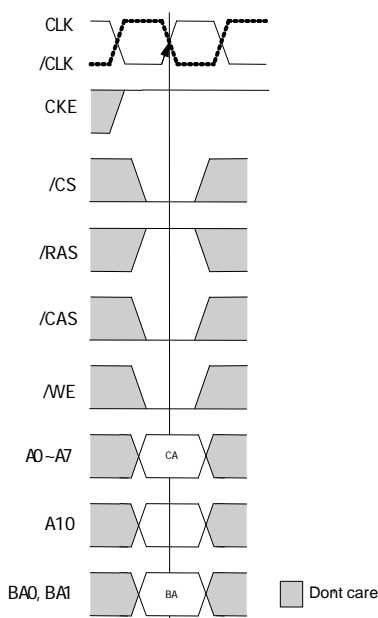 CLK
/CLK
CKE
/CS
/RAS
/CAS
/WE
A0~A7
CA
A10
BA0, BA1
BA
Dont care